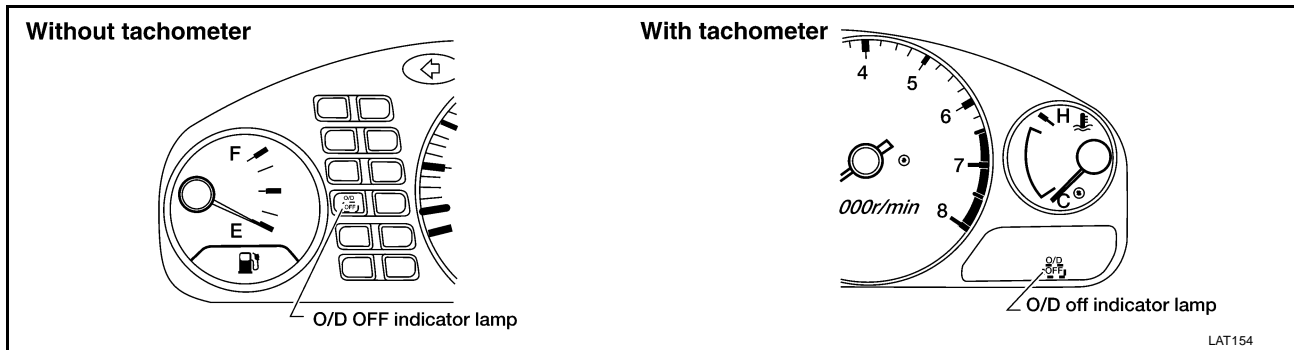 Without tachometer
With tachometer
F
E
O/D
OFF
O/D OFF indicator lamp
4
5
6
7
8
000r/min
H
C
O/D
OFF
O/D off indicator lamp
LAT154